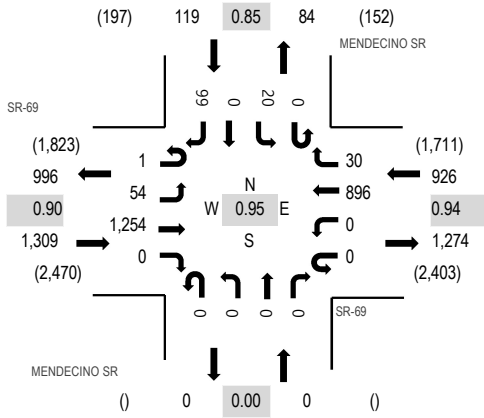 (197) 119 0.85 84 (152)
MENDECINO SR
SR-69
99 0 20 0
(1,823) (1,711)
996 1 30 926
54 N 896
0.90 W 0.95 E 0.94
1,254 S 0
1,309 0 0 1,274
(2,470) (2,403)
0 0 0 0
SR-69
MENDECINO SR
() 0 0.00 0 ()